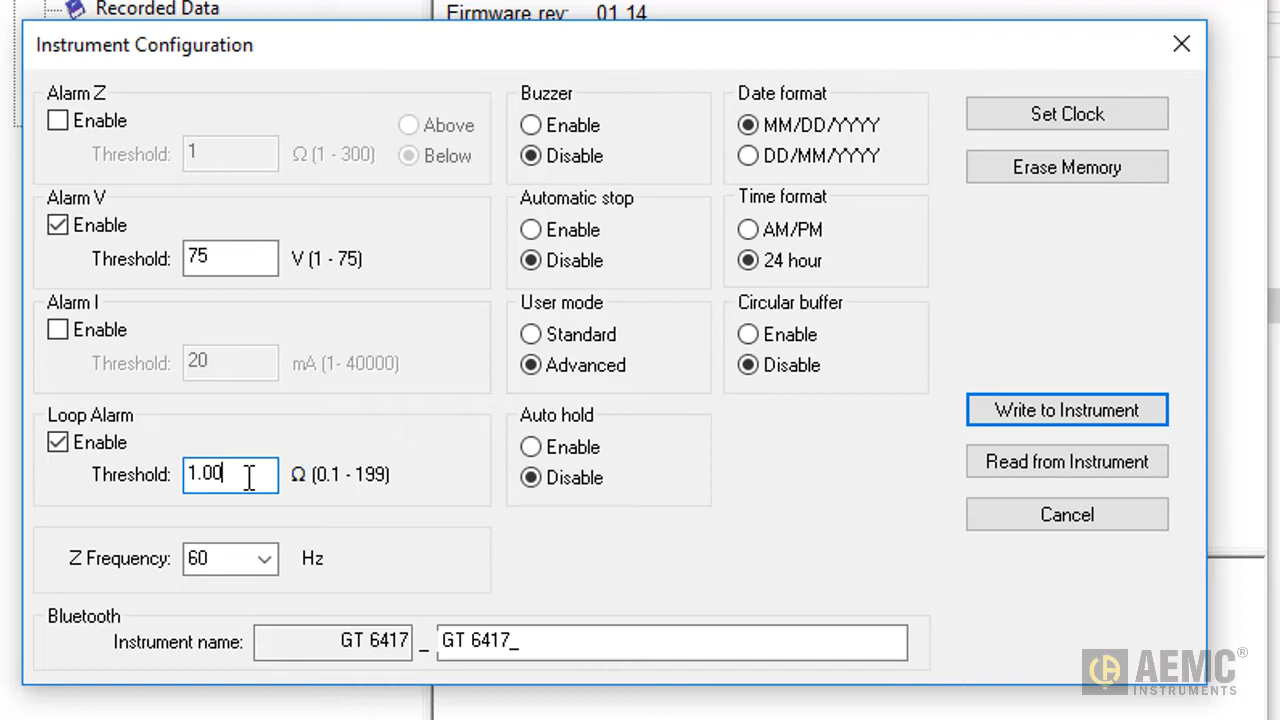 Recorded Data
Firmware rev: 01.14
Instrument Configuration
Alarm Z
Enable
Above
Threshold: 1 Ω (1 - 300)
Below
Alarm V
Enable
Threshold: 75 V (1 - 75)
Alarm I
Enable
Threshold: 20 mA (1- 40000)
Loop Alarm
Enable
Threshold: 1.00 Ω (0.1 - 199)
Z Frequency: 60 Hz
Buzzer
Enable
Disable
Automatic stop
Enable
Disable
User mode
Standard
Advanced
Auto hold
Enable
Disable
Date format
MM/DD/YYYY
DD/MM/YYYY
Time format
AM/PM
24 hour
Circular buffer
Enable
Disable
Set Clock
Erase Memory
Write to Instrument
Read from Instrument
Cancel
Bluetooth
Instrument name: GT 6417 _ GT 6417_
AEMC®
INSTRUMENTS